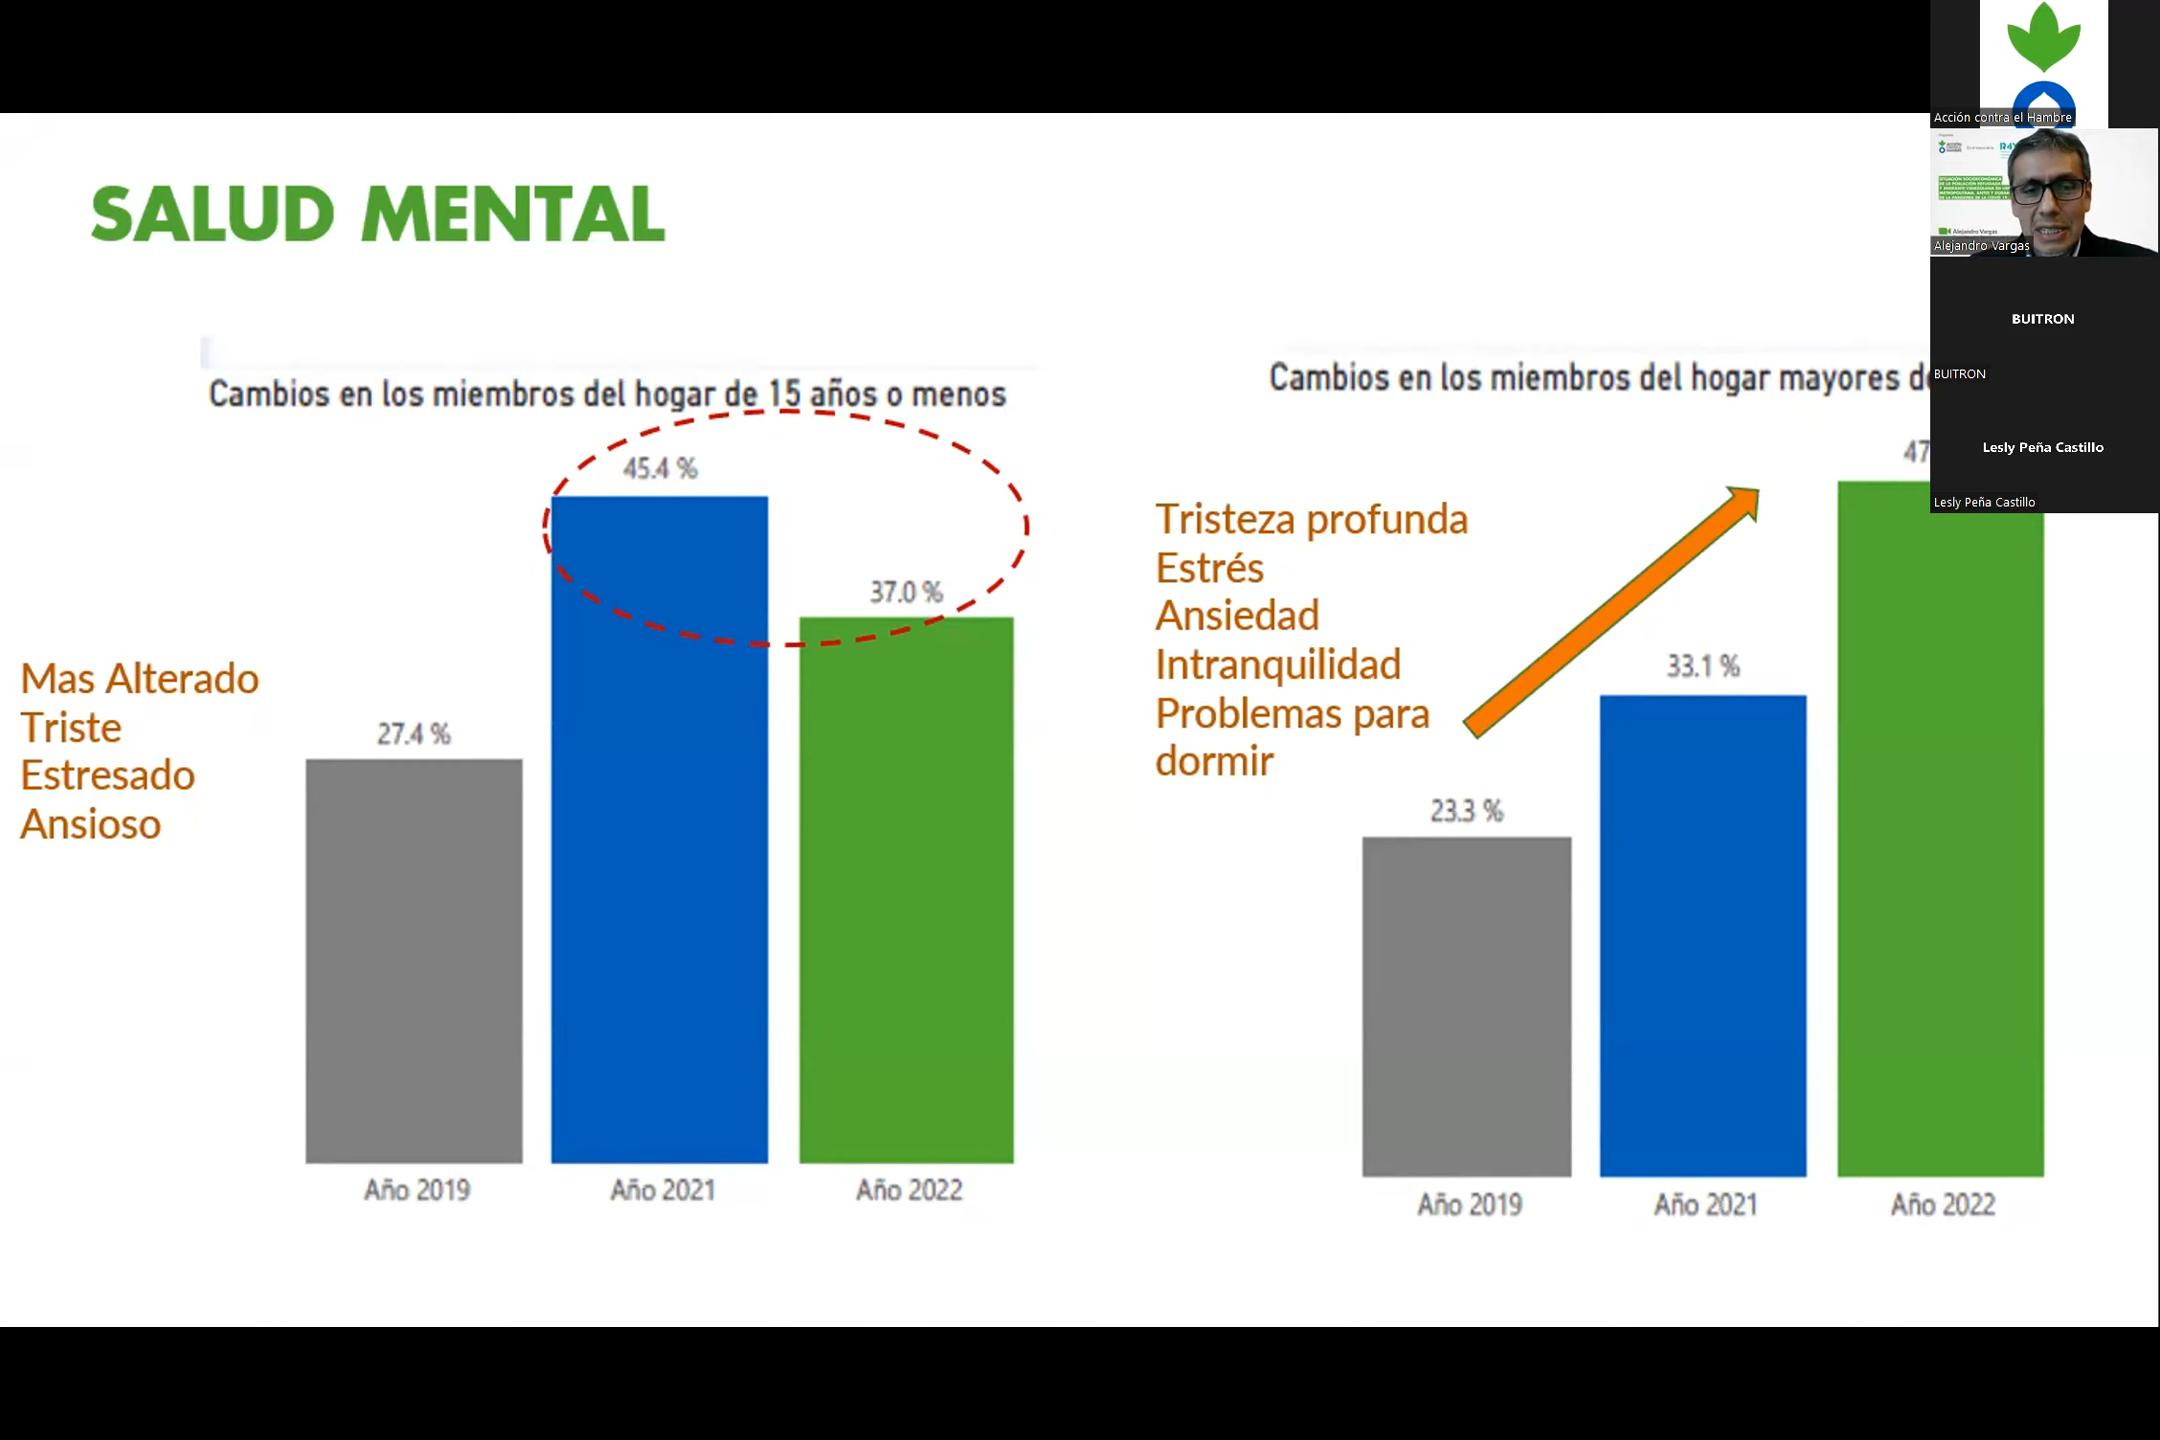 SALUD MENTAL
Cambios en los miembros del hogar de 15 años o menos
45.4 %
37.0 %
27.4 %
Mas Alterado
Triste
Estresado
Ansioso
Año 2019
Año 2021
Año 2022
Cambios en los miembros del hogar mayores
47
33.1 %
23.3 %
Tristeza profunda
Estrés
Ansiedad
Intranquilidad
Problemas para
dormir
Año 2019
Año 2021
Año 2022
Acción contra el Hambre
Alejandro Vargas
Alejandro Vargas
BUITRON
BUITRON
Lesly Peña Castillo
Lesly Peña Castillo